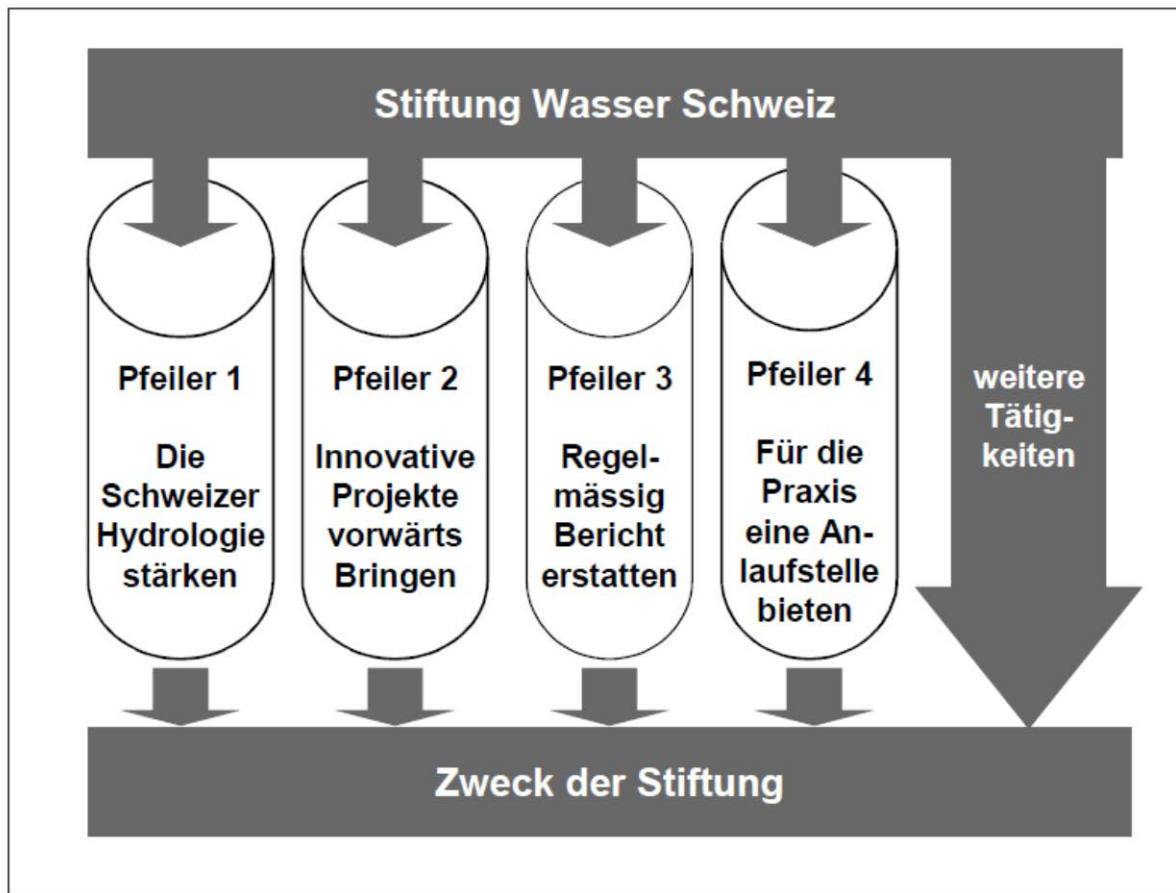 Stiftung Wasser Schweiz
Pfeiler 1
Die
Schweizer
Hydrologie
stärken
Pfeiler 2
Innovative
Projekte
vorwärts
Bringen
Pfeiler 3
Regel-
mässig
Bericht
erstatten
Pfeiler 4
Für die
Praxis
eine An-
laufstelle
bieten
weitere
Tätig-
keiten
Zweck der Stiftung